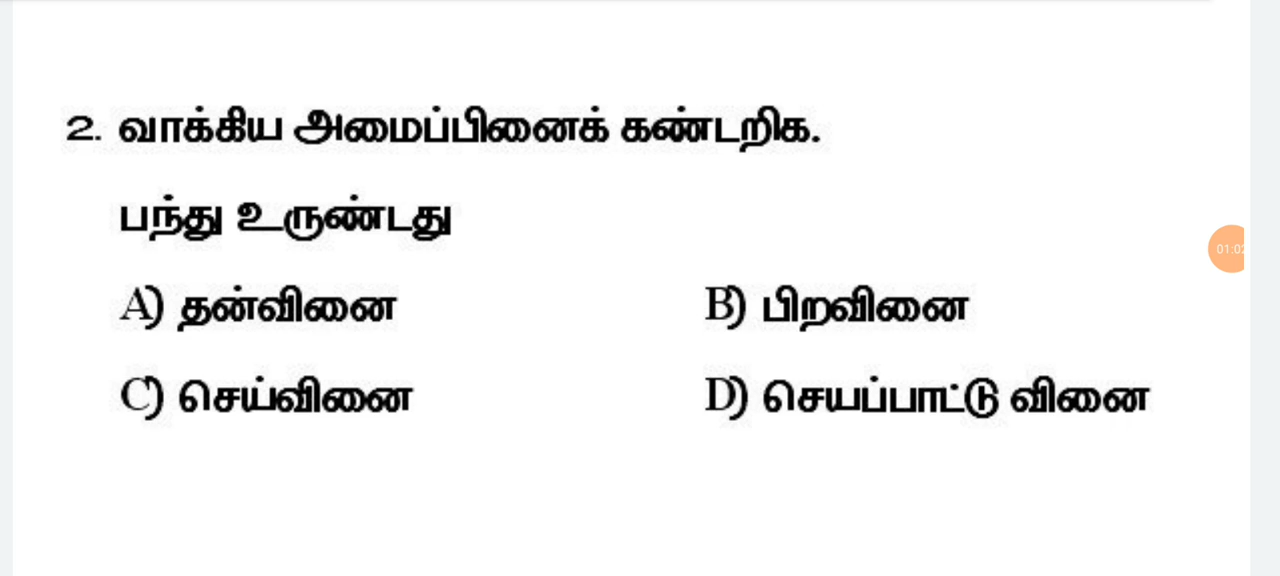 2. வாக்கிய அமைப்பினைக் கண்டறிக.
பந்து உருண்டது
A) தன்வினை B) பிறவினை
C) செய்வினை D) செயப்பாட்டு வினை